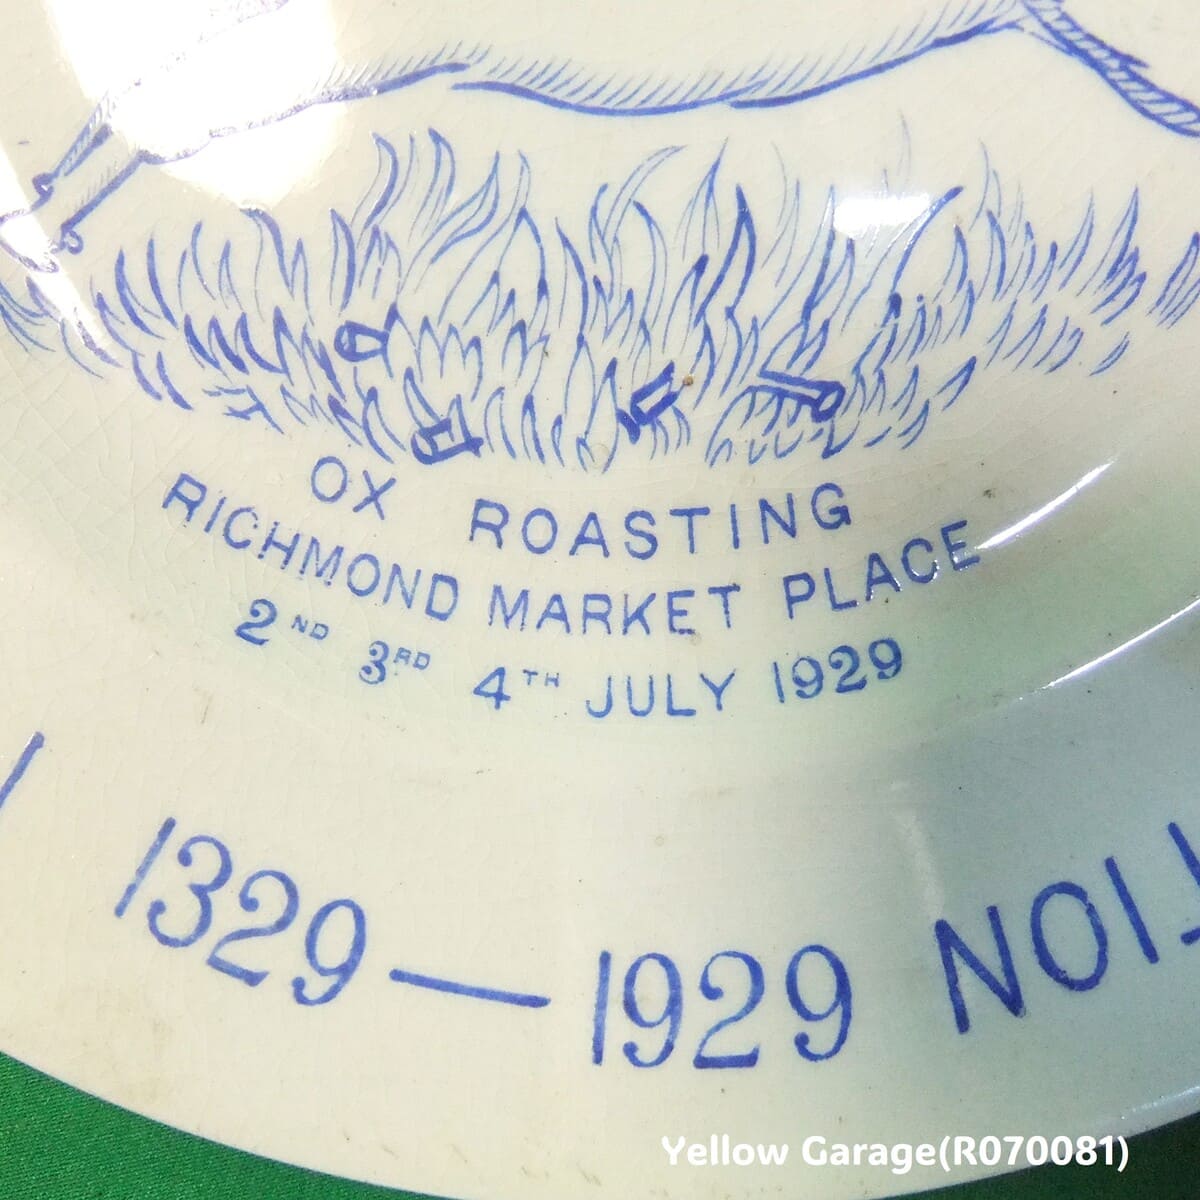 OX ROASTING
RICHMOND MARKET PLACE
2ND 3RD 4TH JULY 1929
1329—1929
Yellow Garage(R070081)